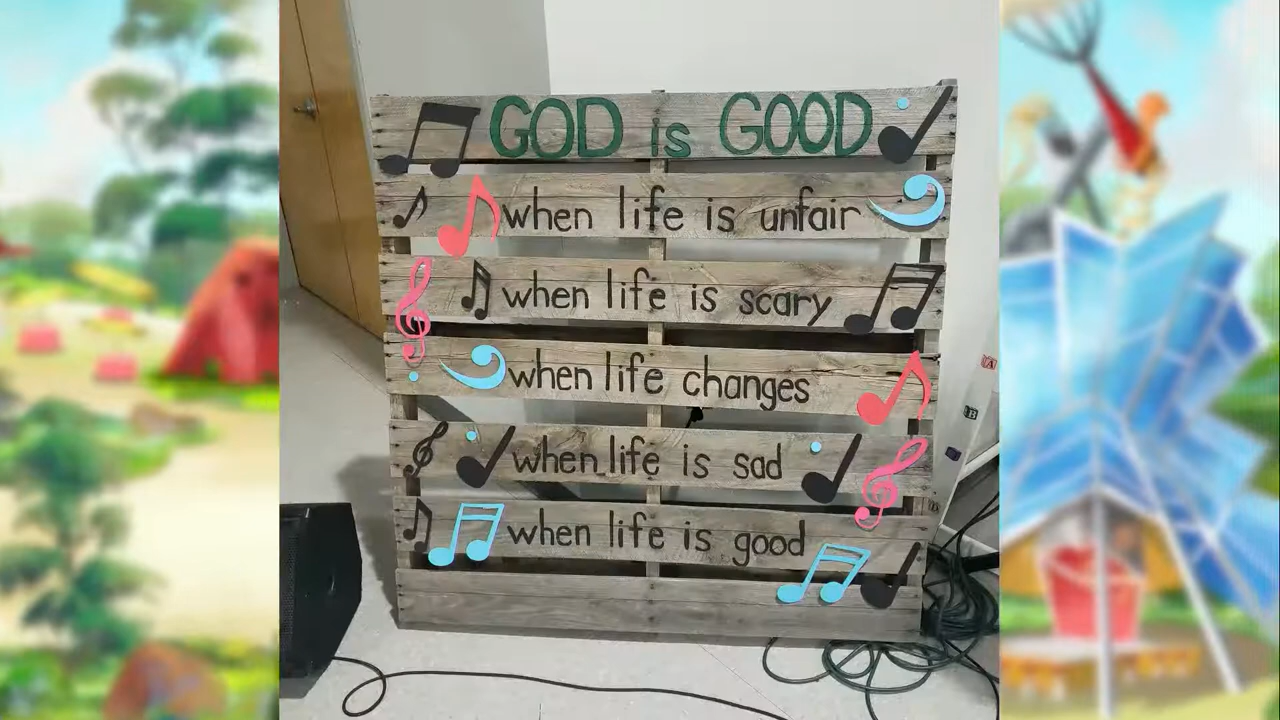 GOD is GOOD
when life is unfair
when life is scary
when life changes
when life is sad
when life is good
A
B